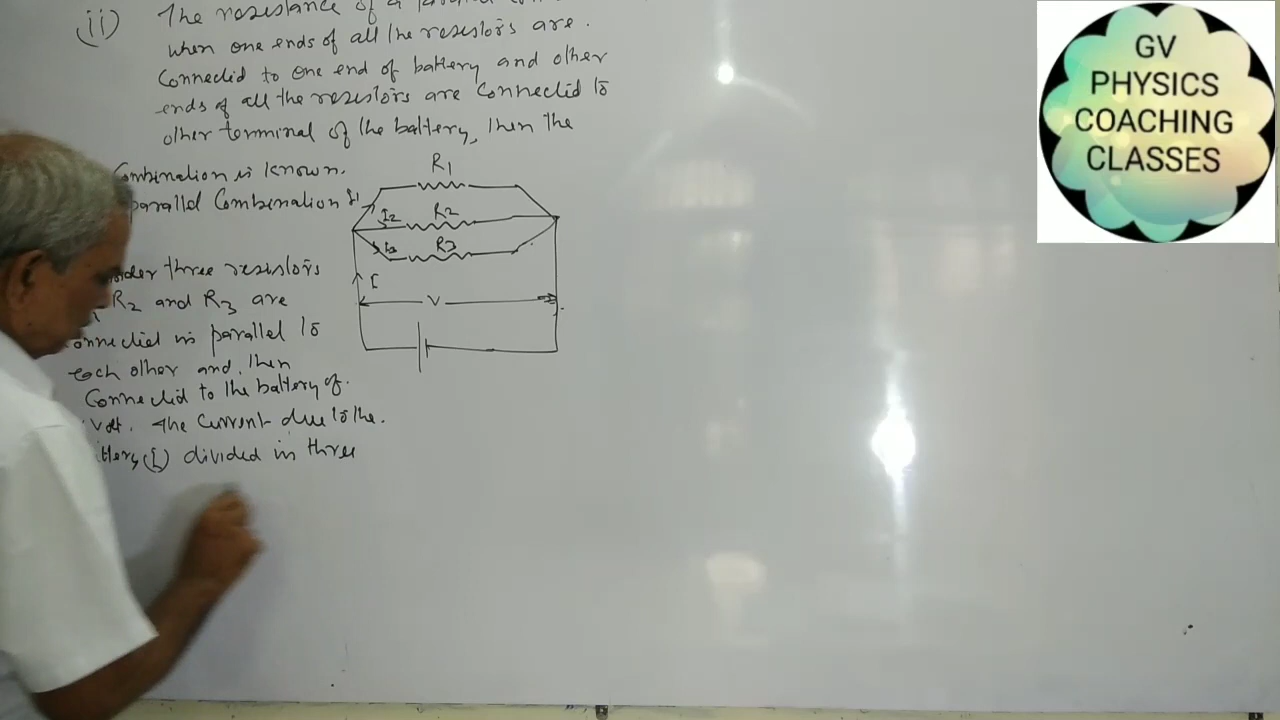 (ii) The resistance of a
when one ends of all the resistors are.
Connected to one end of battery and other
ends of all the resistors are connected to
other terminal of the battery, then the
Combination is known.
parallel Combination
R1
I1
I2
R2
I3
R3
I
V
three resistors
R2 and R3 are
connected in parallel to
each other and then
Connected to the battery of.
Volt. The Current due to the.
(I) divided in three
GV
PHYSICS
COACHING
CLASSES